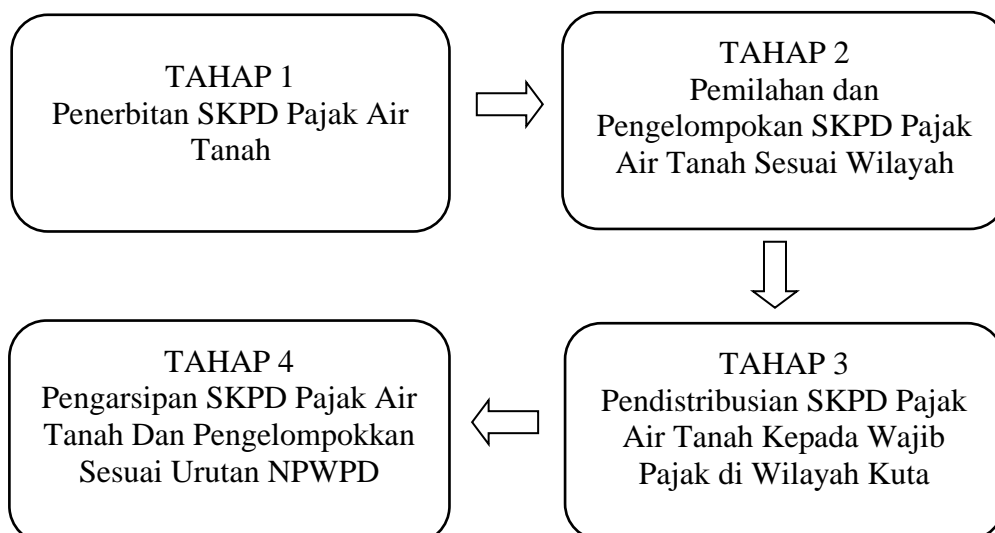 TAHAP 1
Penerbitan SKPD Pajak Air
Tanah
TAHAP 2
Pemilahan dan
Pengelompokan SKPD Pajak
Air Tanah Sesuai Wilayah
TAHAP 3
Pendistribusian SKPD Pajak
Air Tanah Kepada Wajib
Pajak di Wilayah Kuta
TAHAP 4
Pengarsipan SKPD Pajak Air
Tanah Dan Pengelompokkan
Sesuai Urutan NPWPD